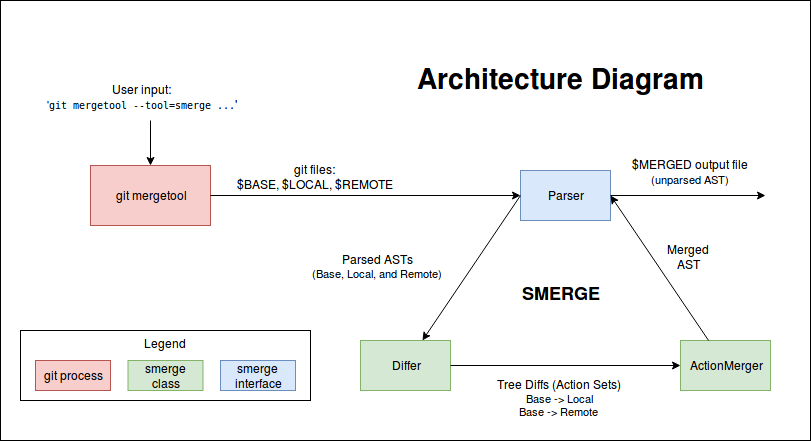 Architecture Diagram
User input:
'git mergetool --tool=smerge ...'
git mergetool
git files:
$BASE, $LOCAL, $REMOTE
Parser
$MERGED output file
(unparsed AST)
Parsed ASTs
(Base, Local, and Remote)
Merged
AST
SMERGE
Differ
ActionMerger
Tree Diffs (Action Sets)
Base -> Local
Base -> Remote
Legend
git process
smerge
class
smerge
interface